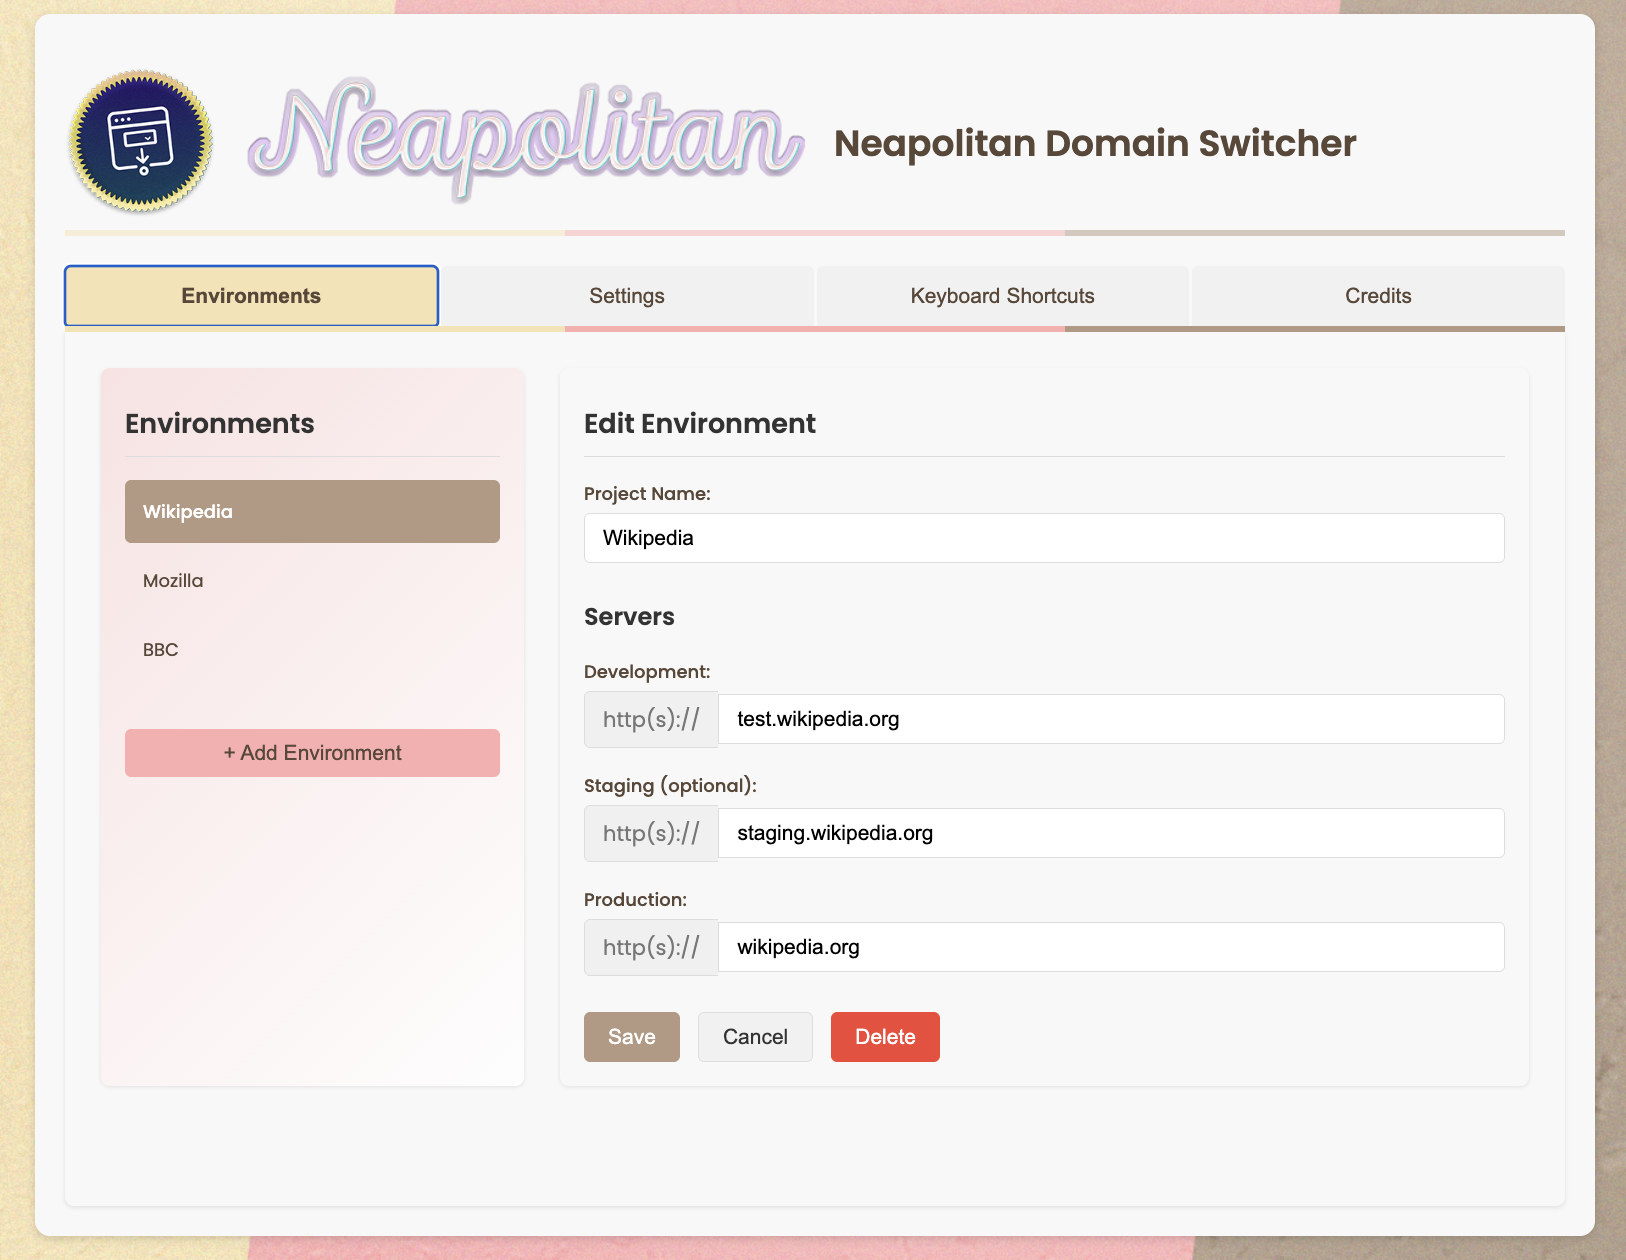 Neapolitan
Neapolitan Domain Switcher
Environments
Settings
Keyboard Shortcuts
Credits
Environments
Wikipedia
Mozilla
BBC
+ Add Environment
Edit Environment
Project Name:
Wikipedia
Servers
Development:
http(s)://
test.wikipedia.org
Staging (optional):
http(s)://
staging.wikipedia.org
Production:
http(s)://
wikipedia.org
Save
Cancel
Delete